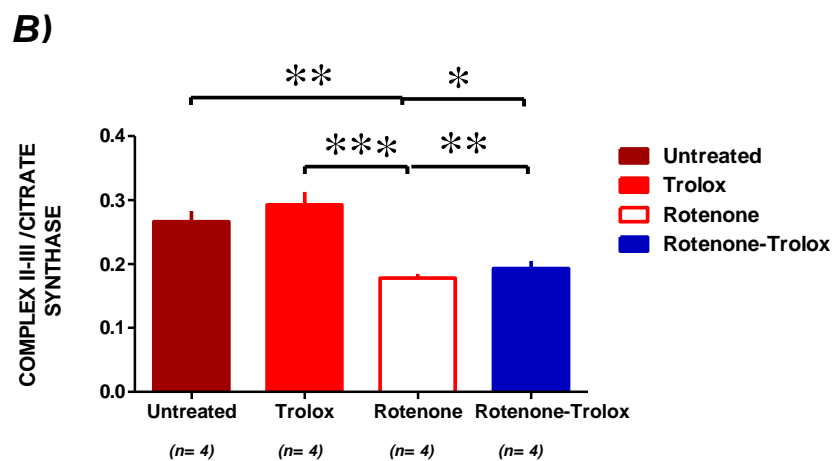 B)
** *
*** **
COMPLEX II-III /CITRATE
SYNTHASE
0.4
0.3
0.2
0.1
0.0
Untreated Trolox Rotenone Rotenone-Trolox
(n= 4) (n= 4) (n= 4) (n= 4)
Untreated
Trolox
Rotenone
Rotenone-Trolox